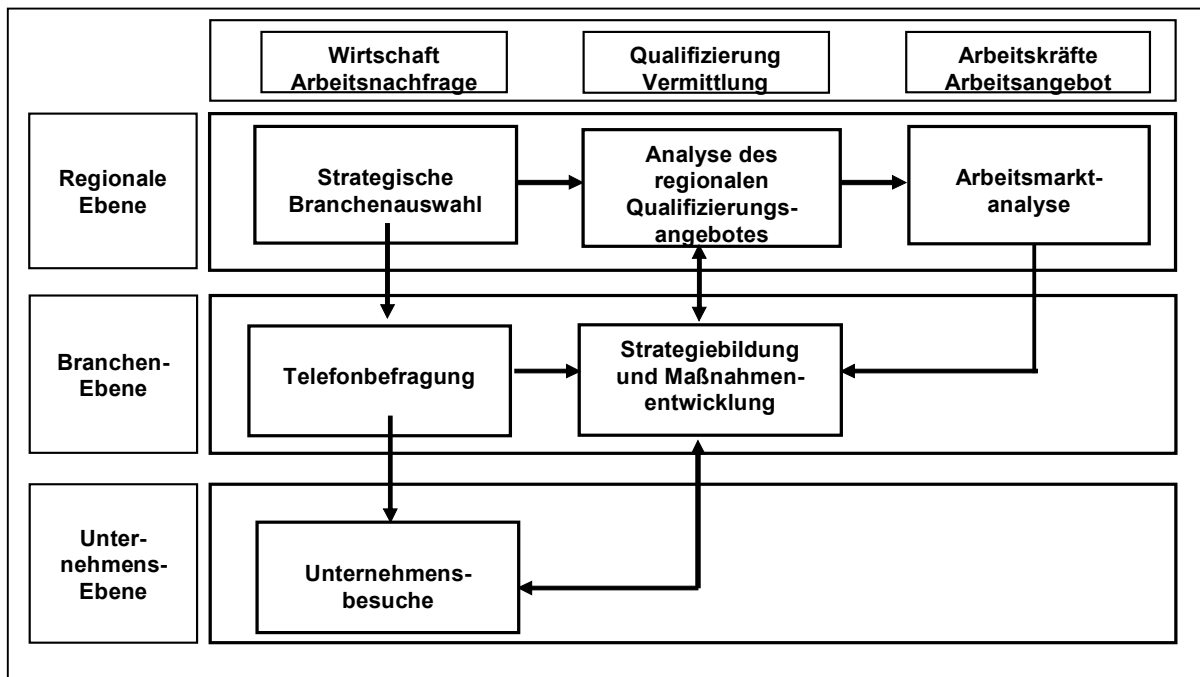 Wirtschaft
Arbeitsnachfrage
Qualifizierung
Vermittlung
Arbeitskräfte
Arbeitsangebot
Regionale
Ebene
Strategische
Branchenauswahl
Analyse des
regionalen
Qualifizierungs-
angebotes
Arbeitsmarkt-
analyse
Branchen-
Ebene
Telefonbefragung
Strategiebildung
und Maßnahmen-
entwicklung
Unter-
nehmens-
Ebene
Unternehmens-
besuche